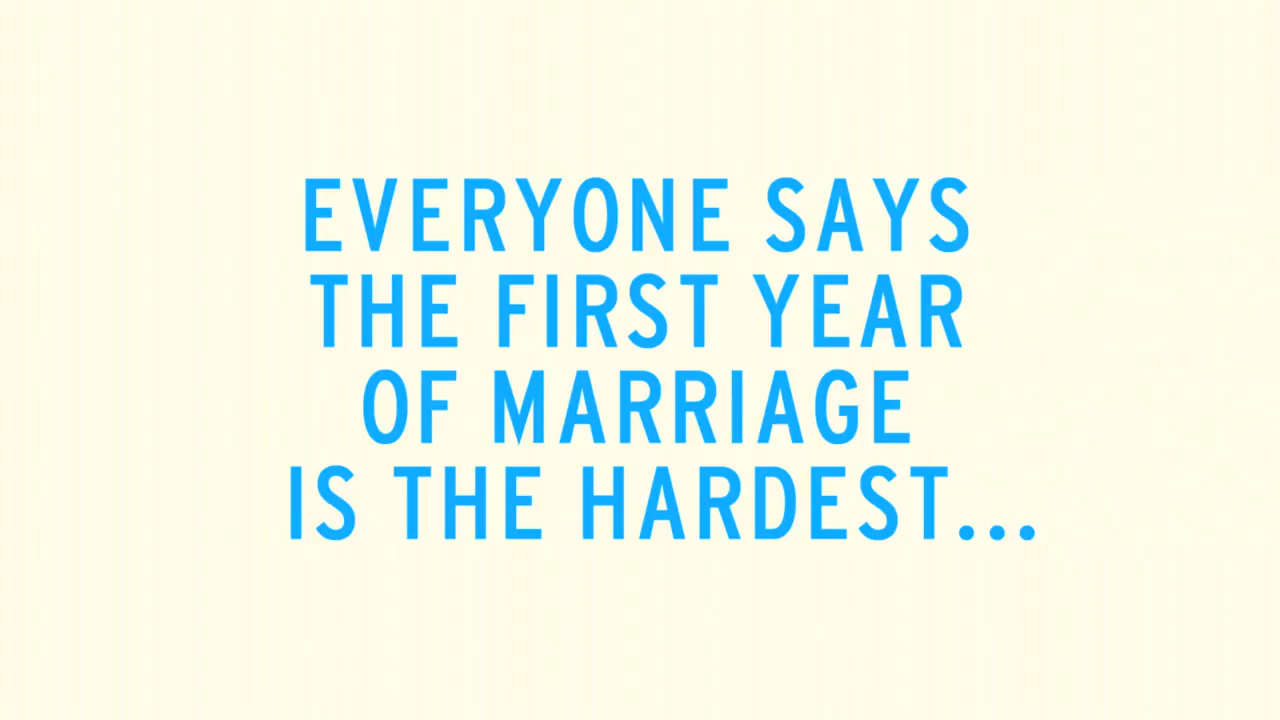 EVERYONE SAYS
THE FIRST YEAR
OF MARRIAGE
IS THE HARDEST...